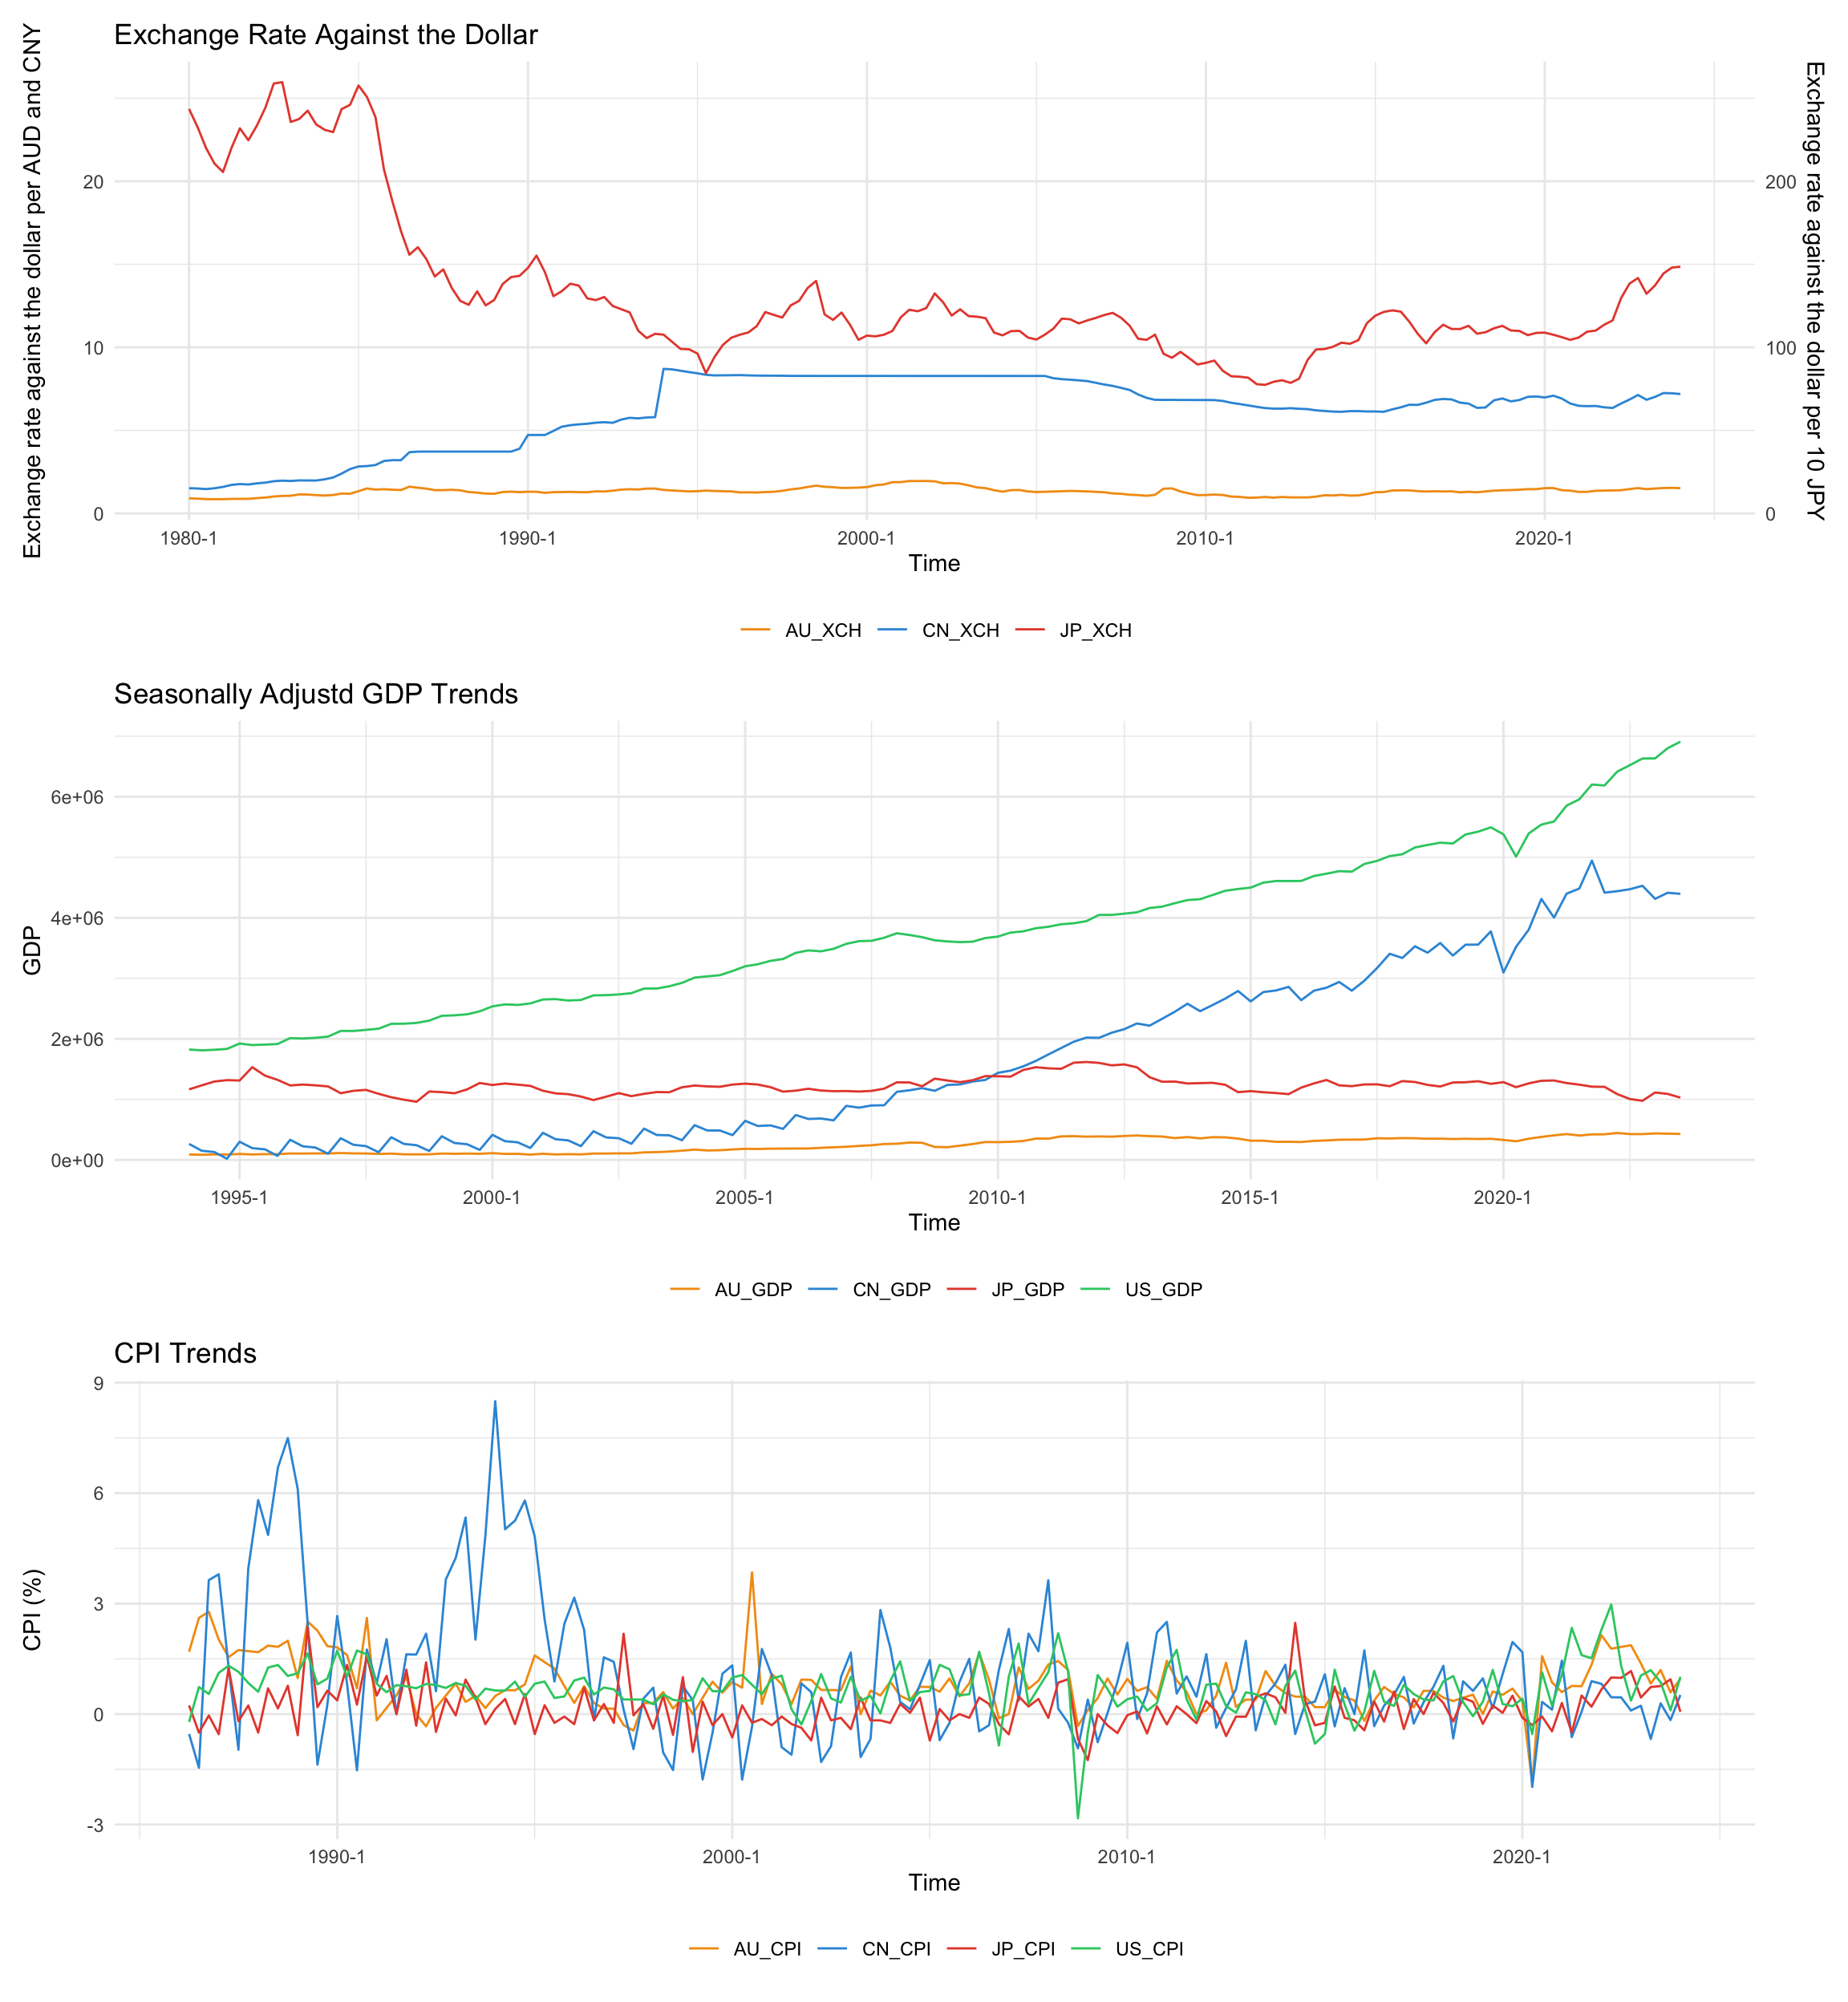 Exchange Rate Against the Dollar
Exchange rate against the dollar per AUD and CNY
20
10
0
200
100
0
Exchange rate against the dollar per 10 JPY
1980-1 1990-1 2000-1 2010-1 2020-1
Time
AU_XCH CN_XCH JP_XCH
Seasonally Adjustd GDP Trends
GDP
6e+06
4e+06
2e+06
0e+00
1995-1 2000-1 2005-1 2010-1 2015-1 2020-1
Time
AU_GDP CN_GDP JP_GDP US_GDP
CPI Trends
CPI (%)
9
6
3
0
-3
1990-1 2000-1 2010-1 2020-1
Time
AU_CPI CN_CPI JP_CPI US_CPI